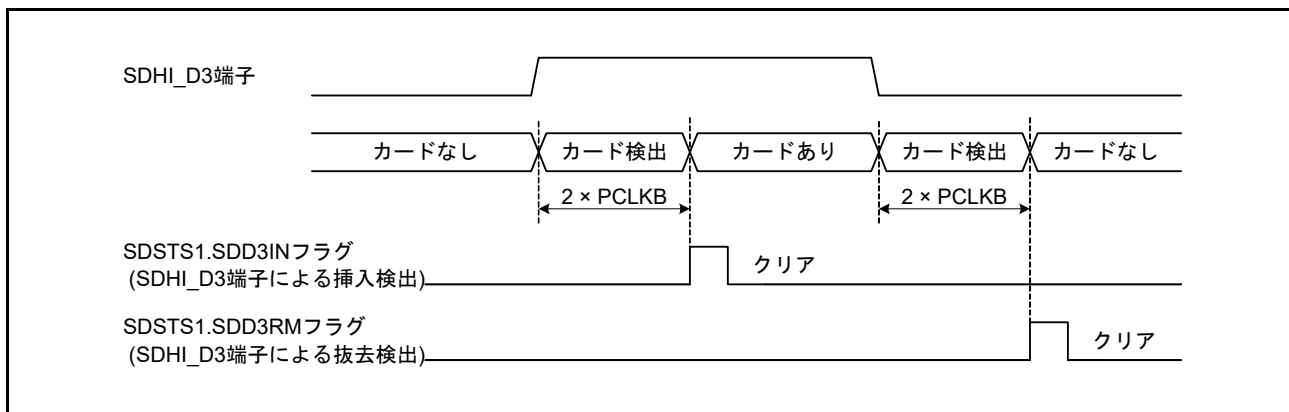 SDHI_D3端子
カードなし カード検出 カードあり カード検出 カードなし
2 × PCLKB 2 × PCLKB
SDSTS1.SDD3INフラグ
(SDHI_D3端子による挿入検出)
クリア
SDSTS1.SDD3RMフラグ
(SDHI_D3端子による抜去検出)
クリア